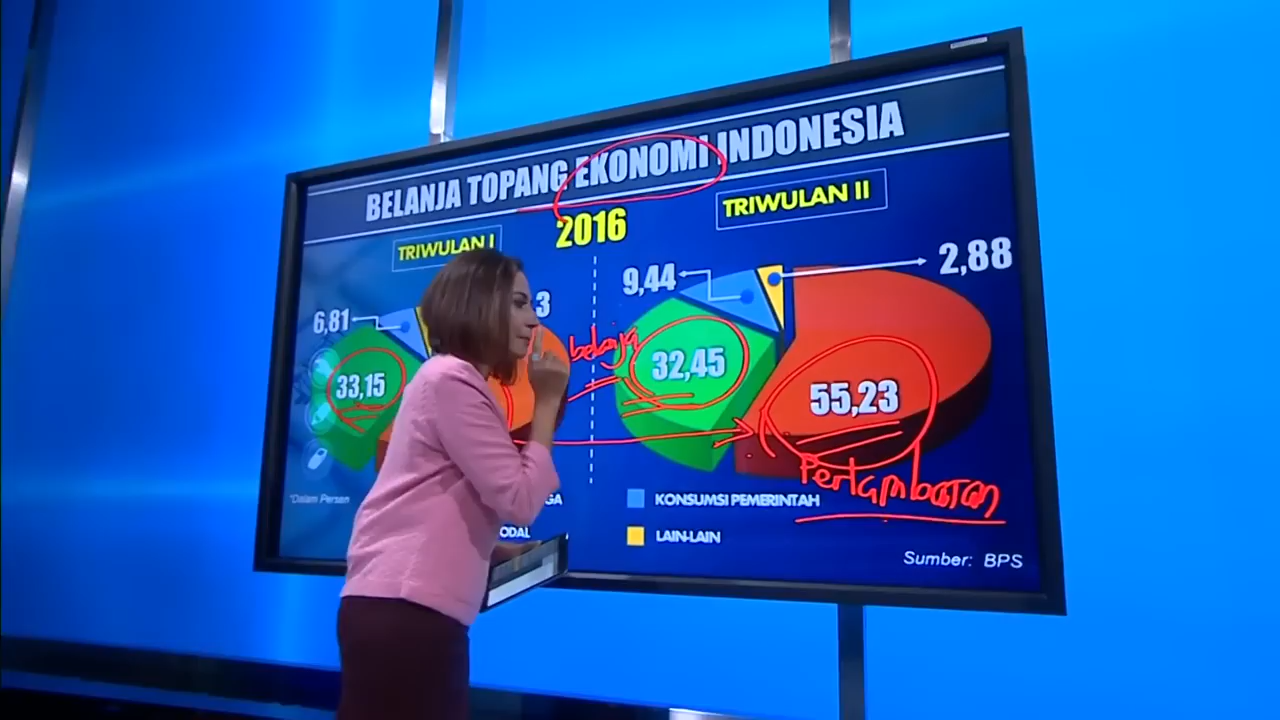 BELANJA TOPANG EKONOMI INDONESIA
2016
TRIWULAN I
TRIWULAN II
6,81
33,15
9,44
2,88
32,45
55,23
belanja
Perlambatan
*Dalam Persen
KONSUMSI PEMERINTAH
LAIN-LAIN
Sumber: BPS